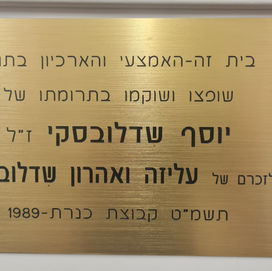 בית זה-האמצעי והארכיון בתו
שופצו ושוקמו בתרומתו של
יוסף שדלובסקי ז"ל
לזכרם של עליזה ואהרון שדלוב
תשמ"ט קבוצת כנרת-1989